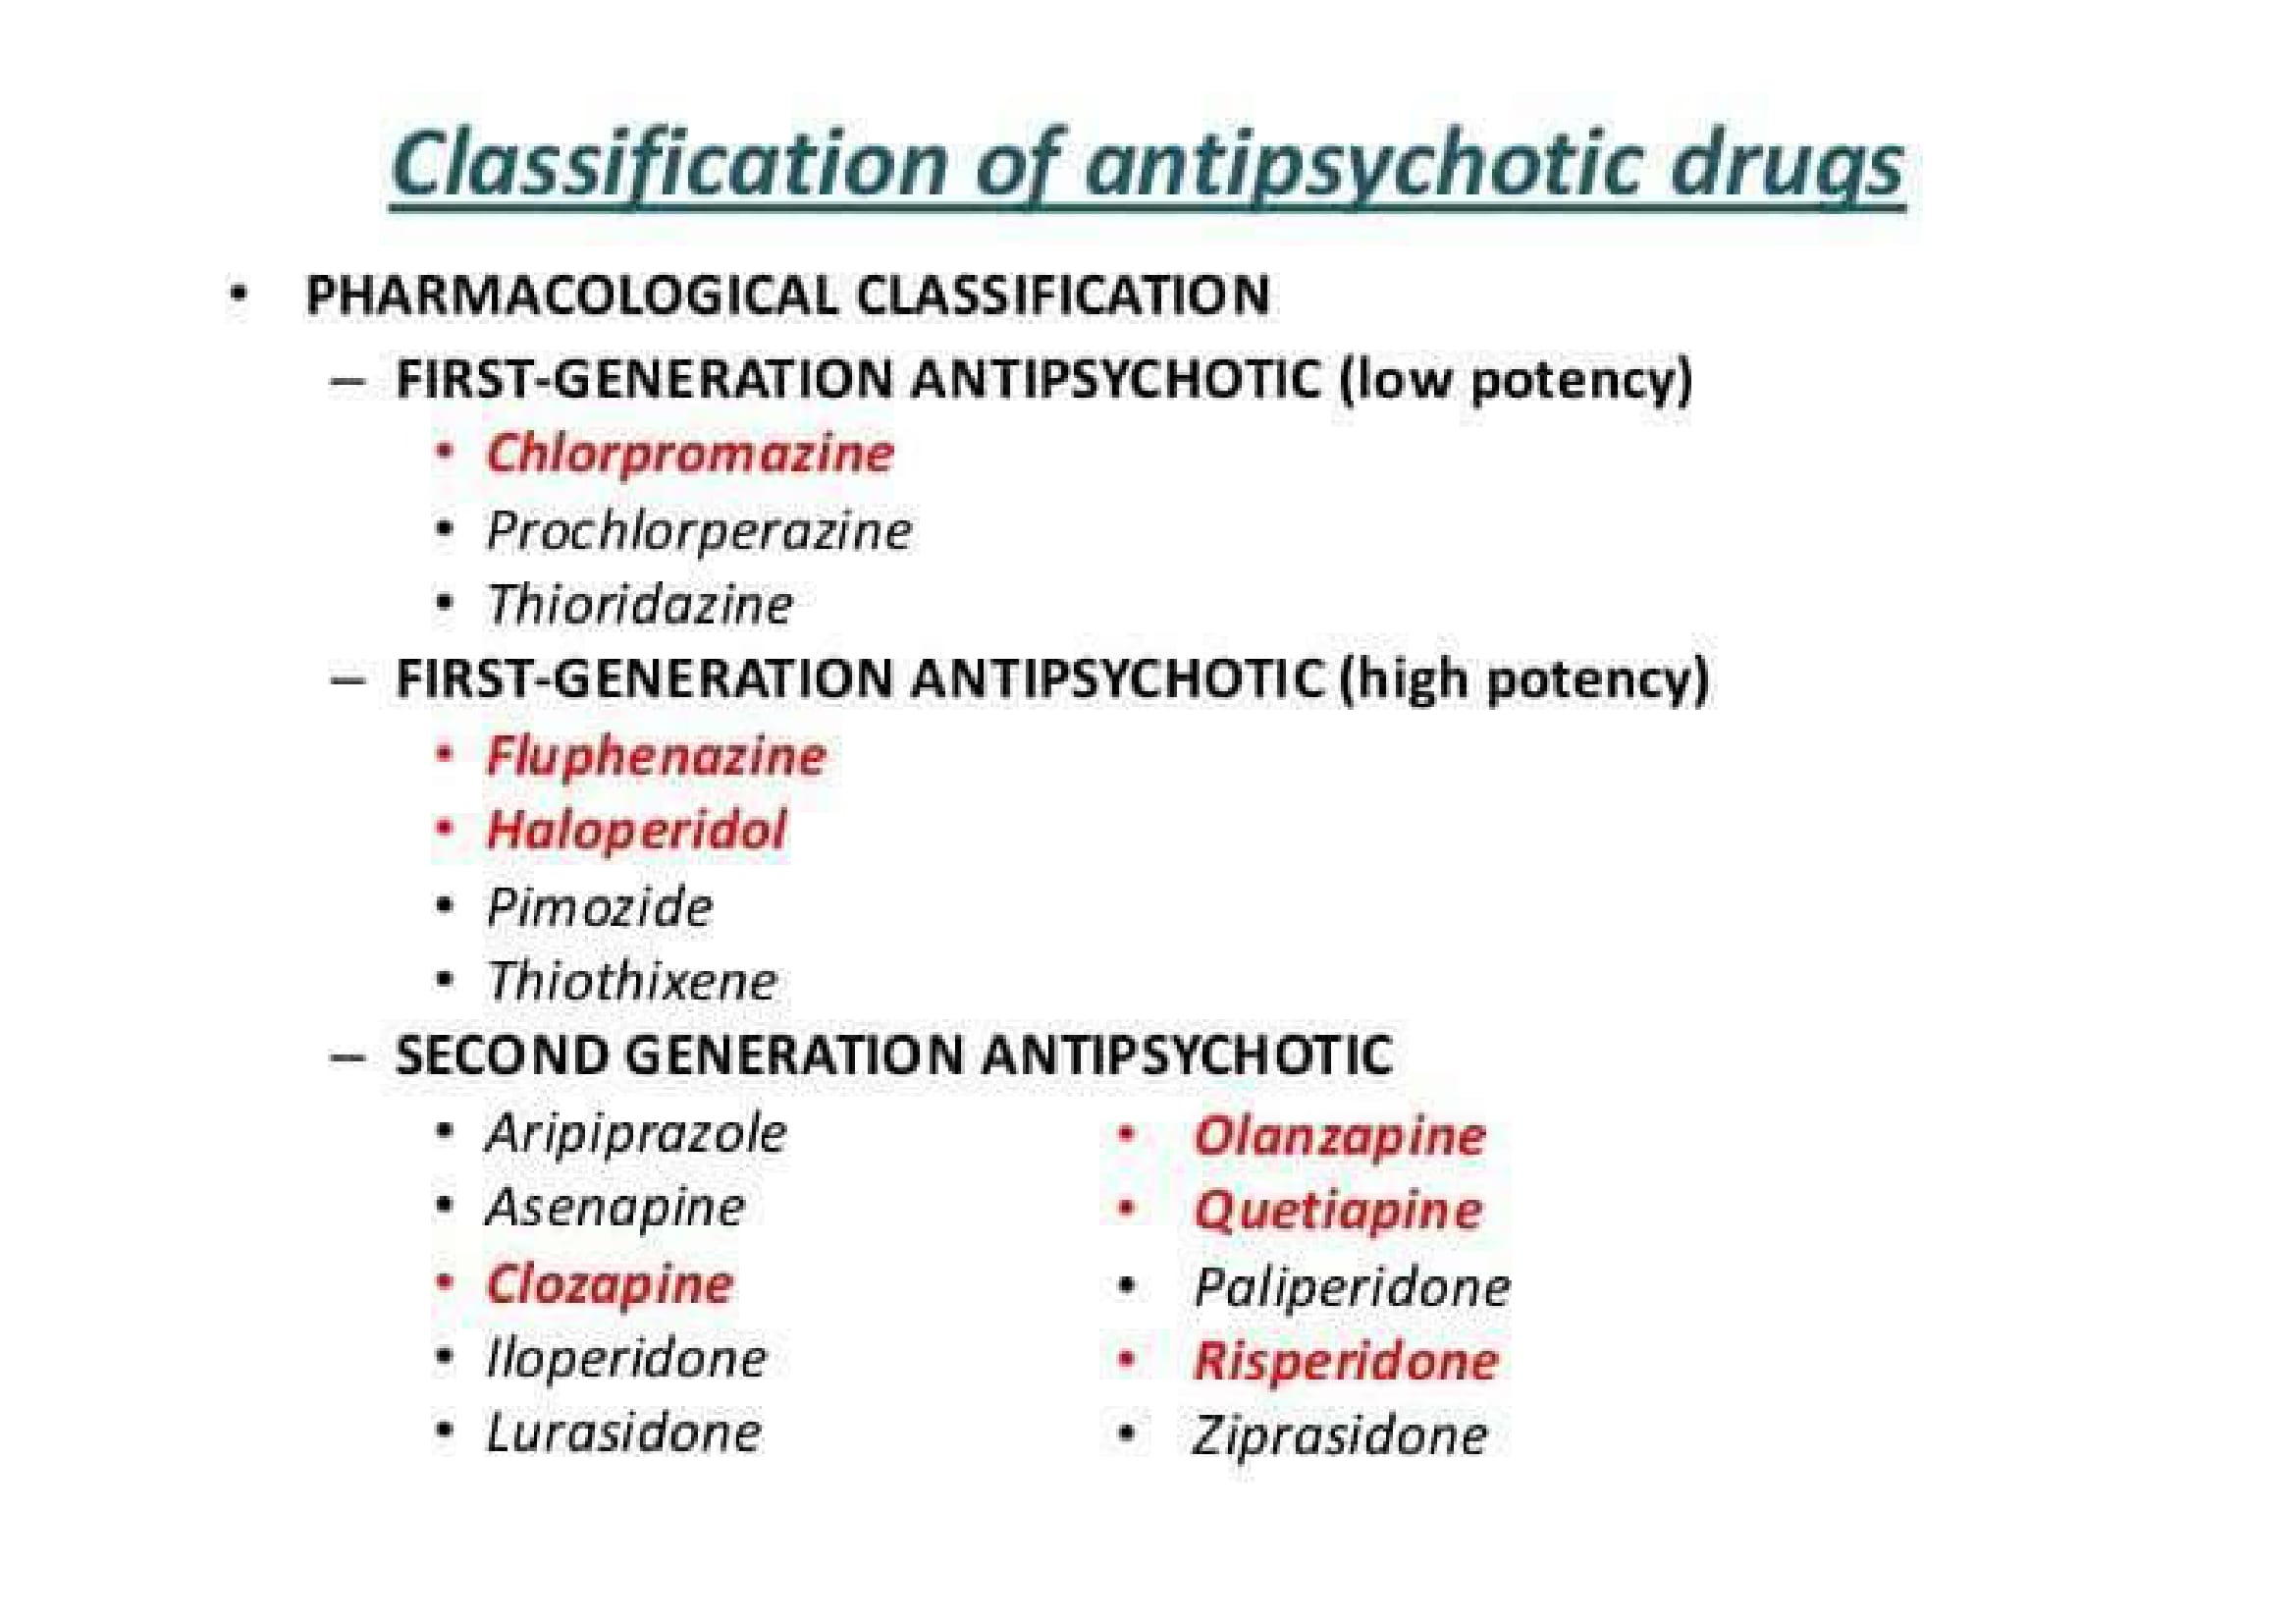 Classification of antipsychotic drugs
• PHARMACOLOGICAL CLASSIFICATION
– FIRST-GENERATION ANTIPSYCHOTIC (low potency)
• Chlorpromazine
• Prochlorperazine
• Thioridazine
– FIRST-GENERATION ANTIPSYCHOTIC (high potency)
• Fluphenazine
• Haloperidol
• Pimozide
• Thiothixene
– SECOND GENERATION ANTIPSYCHOTIC
• Aripiprazole
• Asenapine
• Clozapine
• Iloperidone
• Lurasidone
• Olanzapine
• Quetiapine
• Paliperidone
• Risperidone
• Ziprasidone